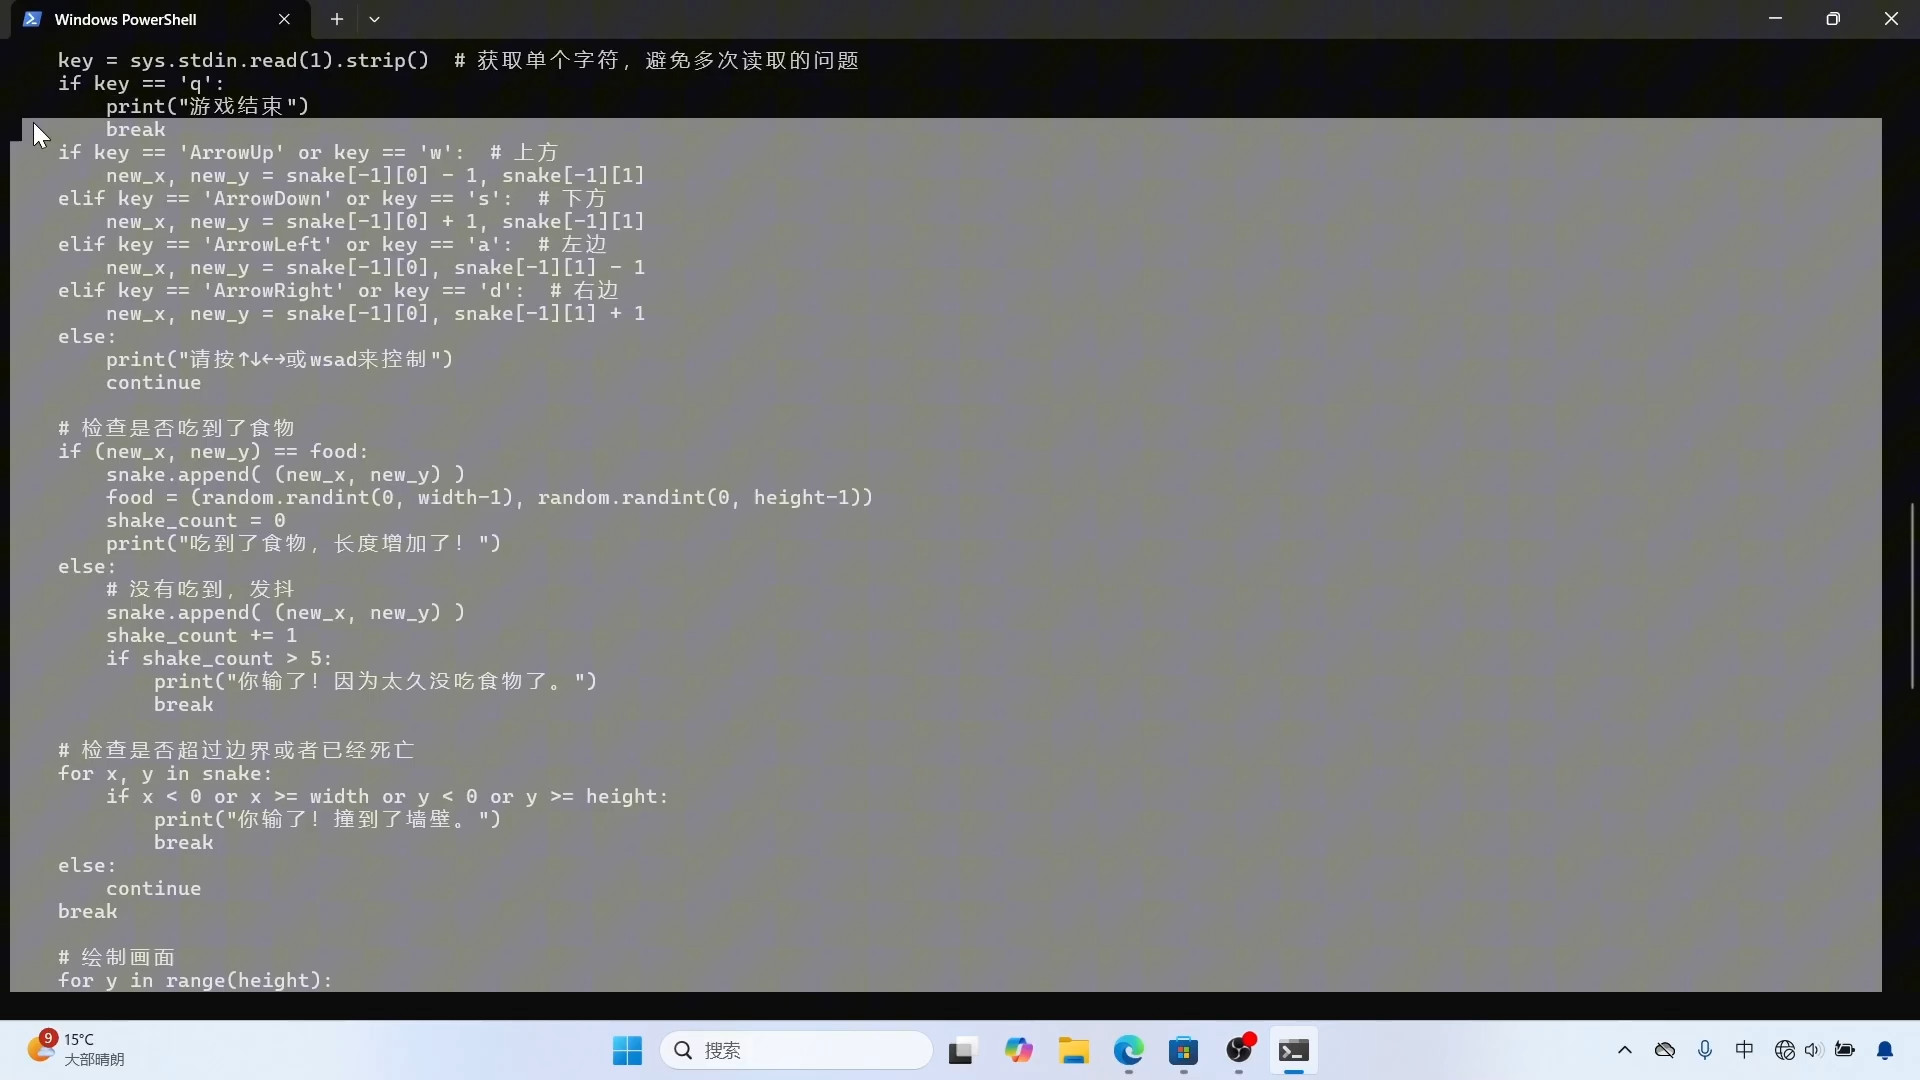 Windows PowerShell
    key = sys.stdin.read(1).strip()  # 获取单个字符，避免多次读取的问题
    if key == 'q':
        print("游戏结束")
        break
    if key == 'ArrowUp' or key == 'w':  # 上方
        new_x, new_y = snake[-1][0] - 1, snake[-1][1]
    elif key == 'ArrowDown' or key == 's':  # 下方
        new_x, new_y = snake[-1][0] + 1, snake[-1][1]
    elif key == 'ArrowLeft' or key == 'a':  # 左边
        new_x, new_y = snake[-1][0], snake[-1][1] - 1
    elif key == 'ArrowRight' or key == 'd':  # 右边
        new_x, new_y = snake[-1][0], snake[-1][1] + 1
    else:
        print("请按↑↓←→或wsad来控制")
        continue

    # 检查是否吃到了食物
    if (new_x, new_y) == food:
        snake.append( (new_x, new_y) )
        food = (random.randint(0, width-1), random.randint(0, height-1))
        shake_count = 0
        print("吃到了食物，长度增加了！")
    else:
        # 没有吃到，发抖
        snake.append( (new_x, new_y) )
        shake_count += 1
        if shake_count > 5:
            print("你输了！因为太久没吃食物了。")
            break

    # 检查是否超过边界或者已经死亡
    for x, y in snake:
        if x < 0 or x >= width or y < 0 or y >= height:
            print("你输了！撞到了墙壁。")
            break
    else:
        continue
    break

    # 绘制画面
    for y in range(height):
9
15°C
大部晴朗
搜索
中